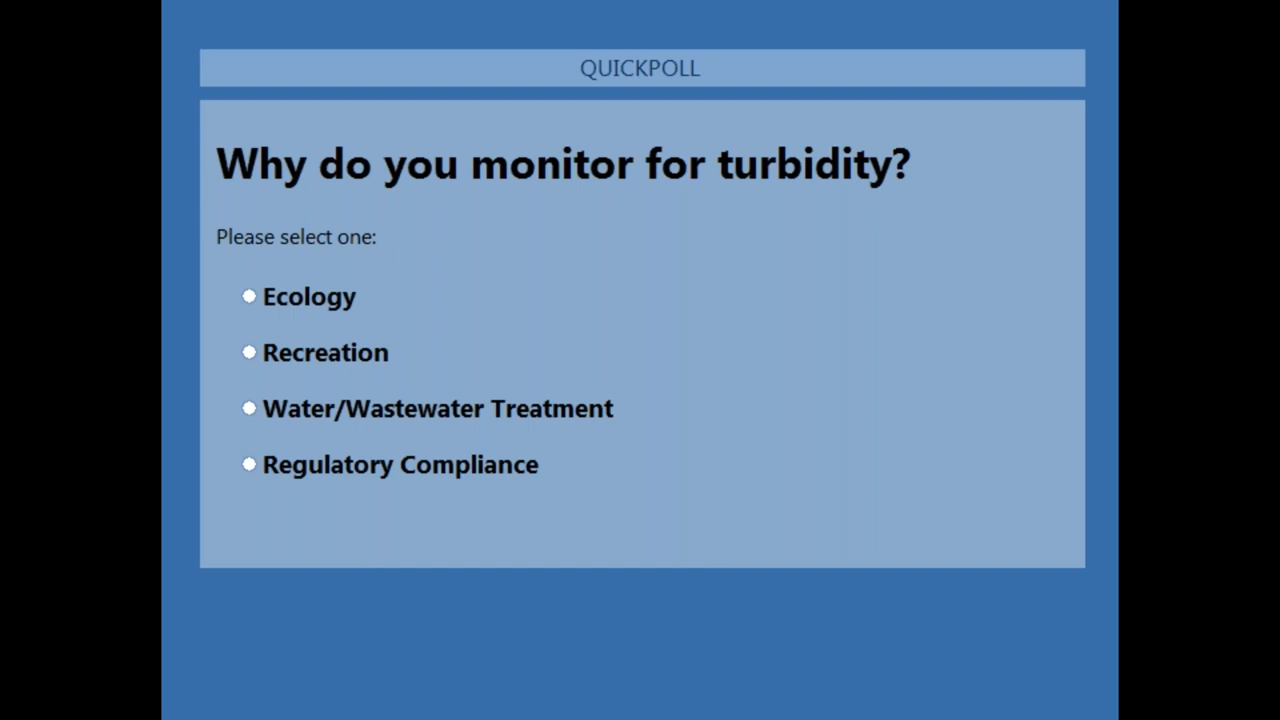 QUICKPOLL
Why do you monitor for turbidity?
Please select one:
Ecology
Recreation
Water/Wastewater Treatment
Regulatory Compliance